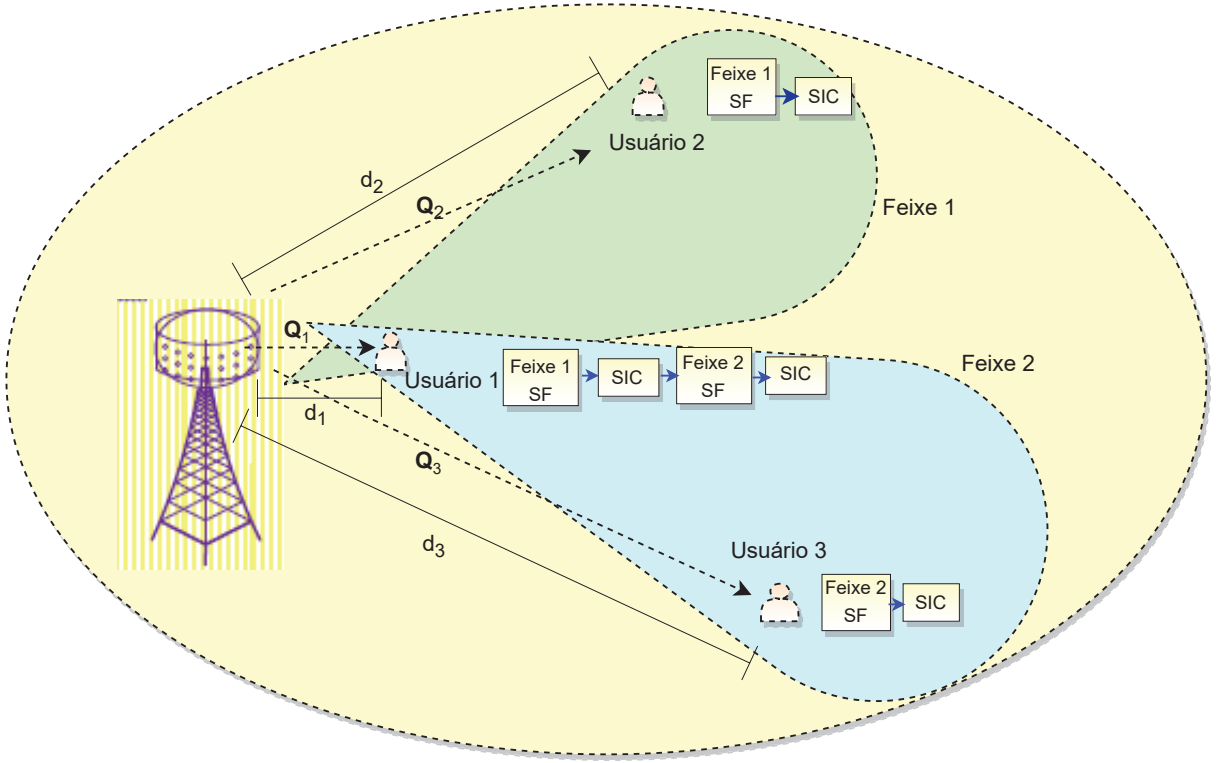 Feixe 1
SF
SIC
Usuário 2
d2
Q2
Feixe 1
Q1
Usuário 1
Feixe 1
SF
SIC
Feixe 2
SF
SIC
Feixe 2
d1
Q3
d3
Usuário 3
Feixe 2
SF
SIC